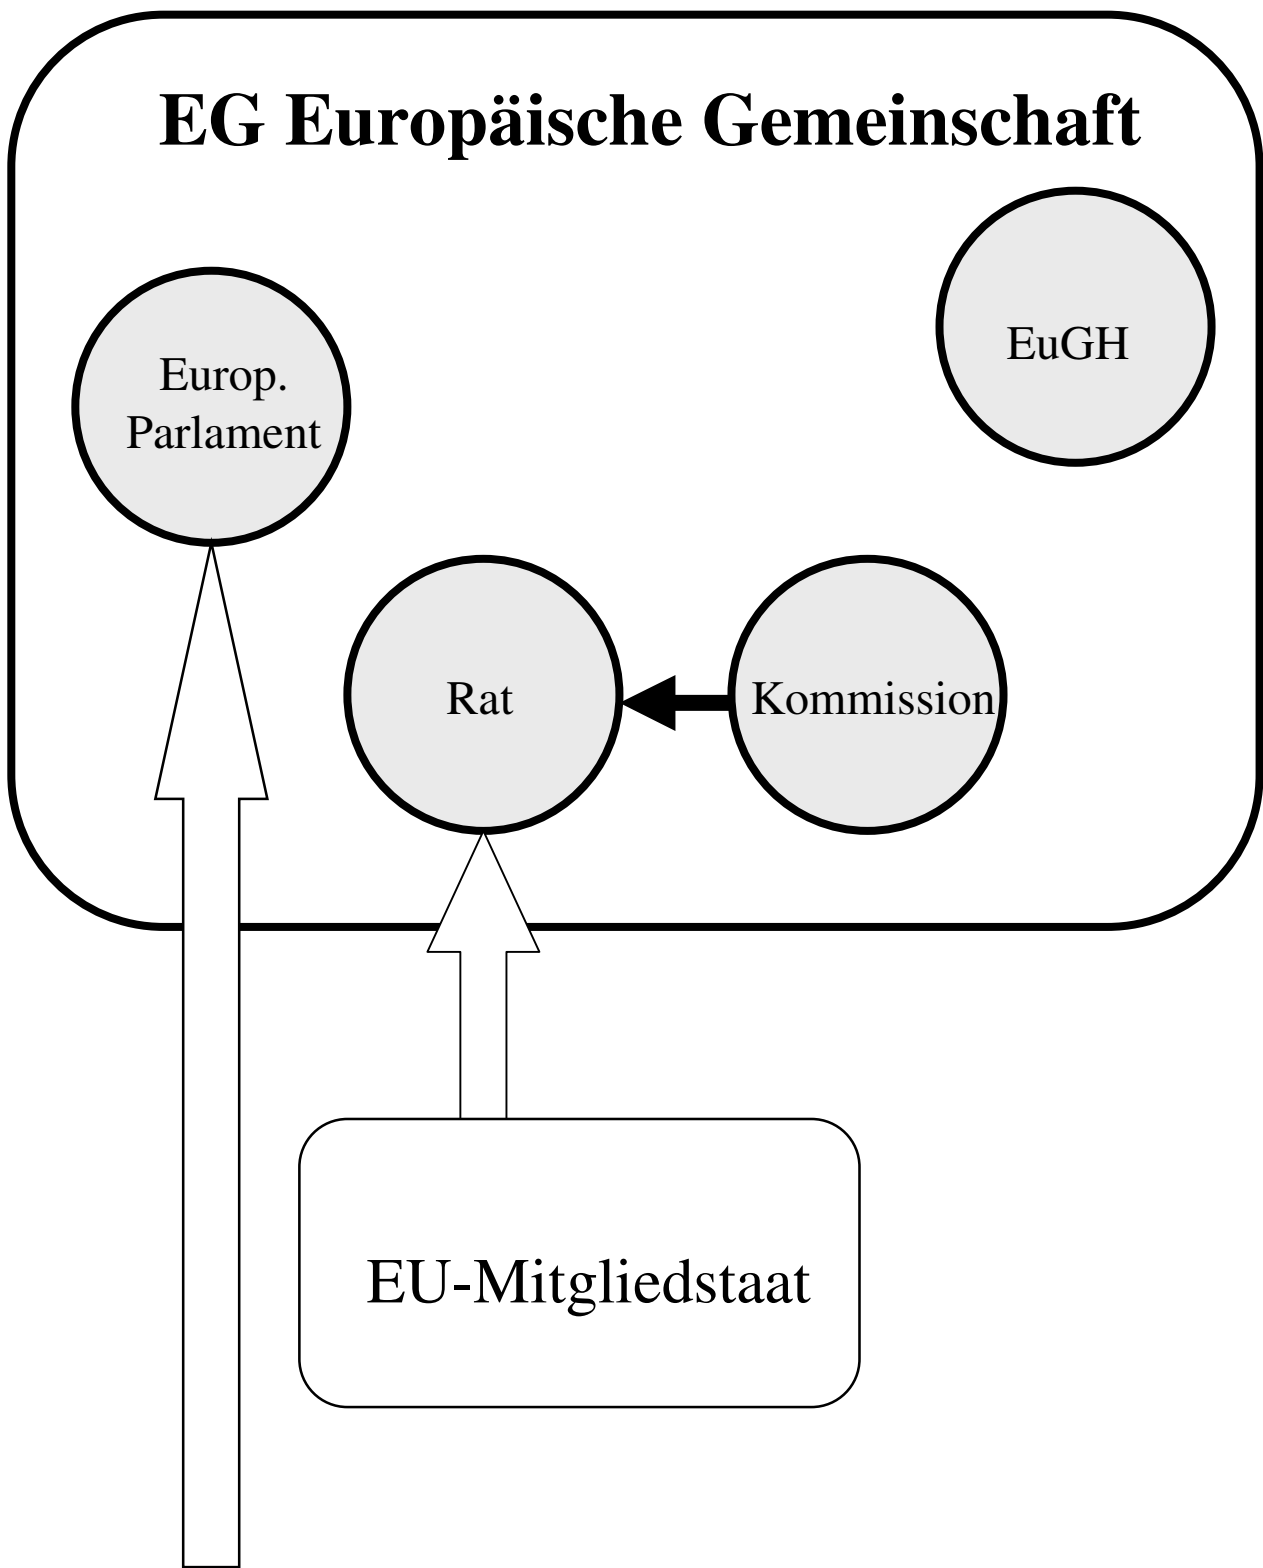 EG Europäische Gemeinschaft
EuGH
Europ.
Parlament
Rat
Kommission
EU-Mitgliedstaat